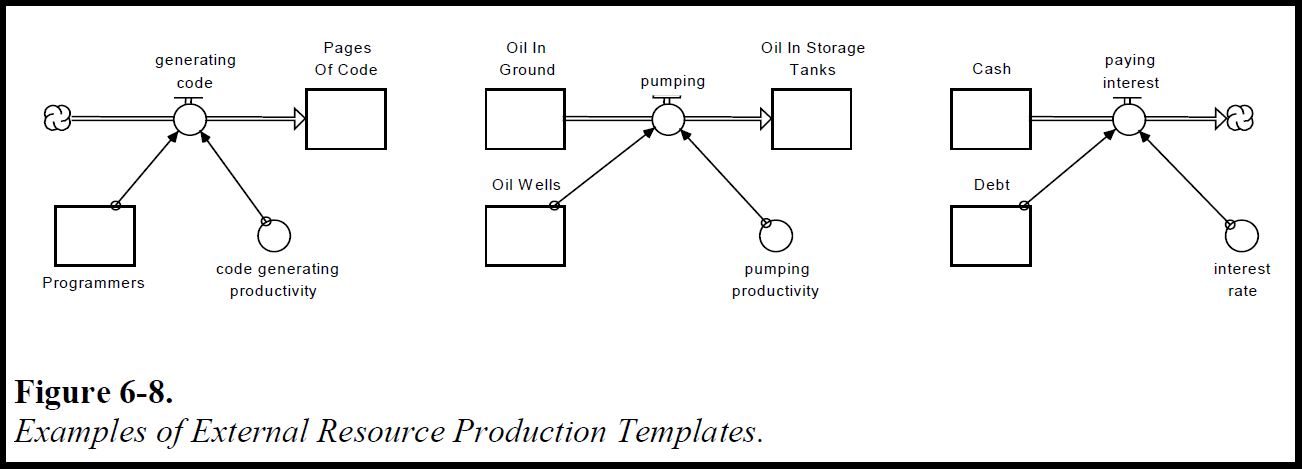 generating
code
Pages
Of Code
Programmers
code generating
productivity
Oil In
Ground
pumping
Oil In Storage
Tanks
Oil Wells
pumping
productivity
Cash
paying
interest
Debt
interest
rate
Figure 6-8.
Examples of External Resource Production Templates.